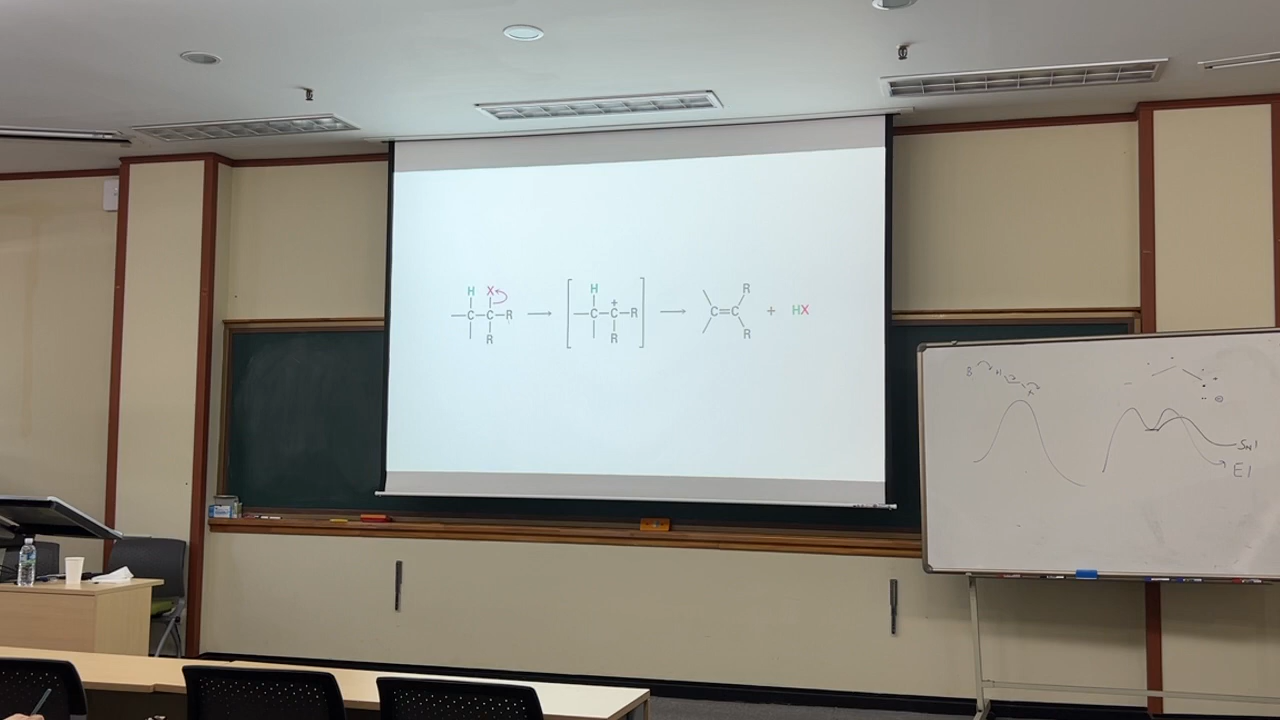 H X H R
—C—C—R → [—C—C⁺—R] → C=C + HX
R R R
B H
X
SN1
E1